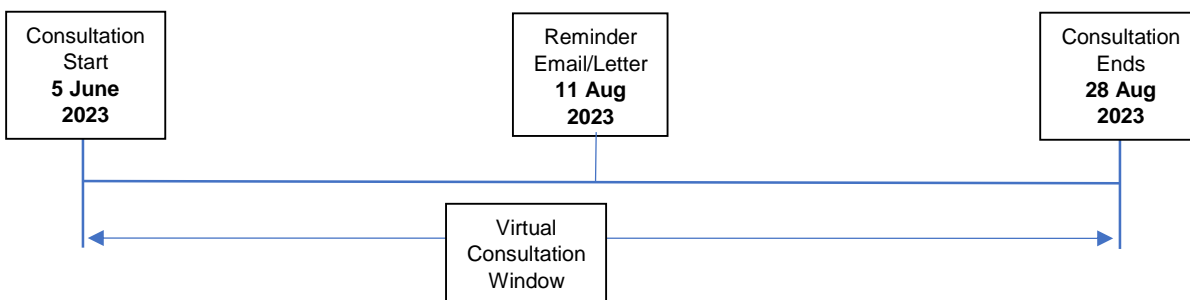 Consultation
Start
5 June
2023
Reminder
Email/Letter
11 Aug
2023
Consultation
Ends
28 Aug
2023
Virtual
Consultation
Window